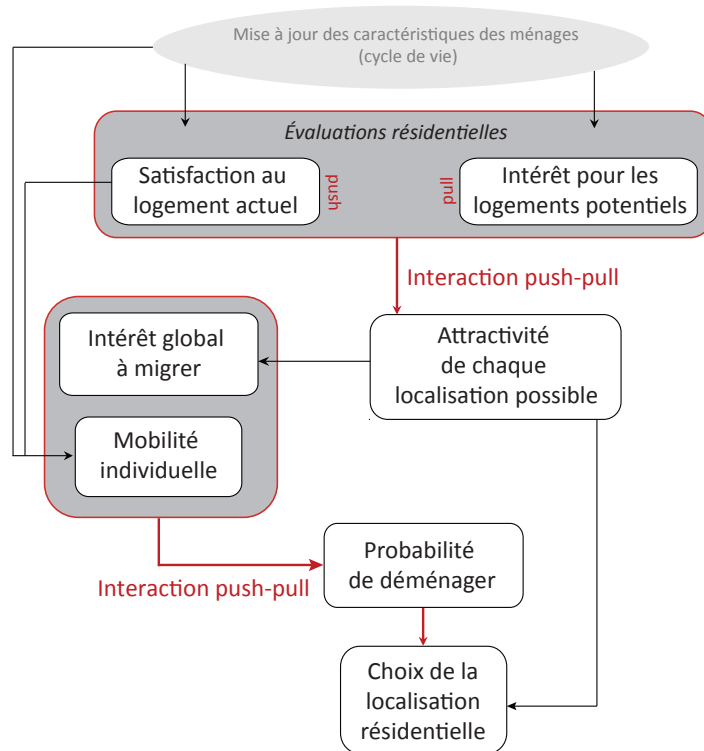 Mise à jour des caractéristiques des ménages
(cycle de vie)
Évaluations résidentielles
Satisfaction au
logement actuel
push
pull
Intérêt pour les
logements potentiels
Interaction push-pull
Intérêt global
à migrer
Attractivité
de chaque
localisation possible
Mobilité
individuelle
Interaction push-pull
Probabilité
de déménager
Choix de la
localisation
résidentielle